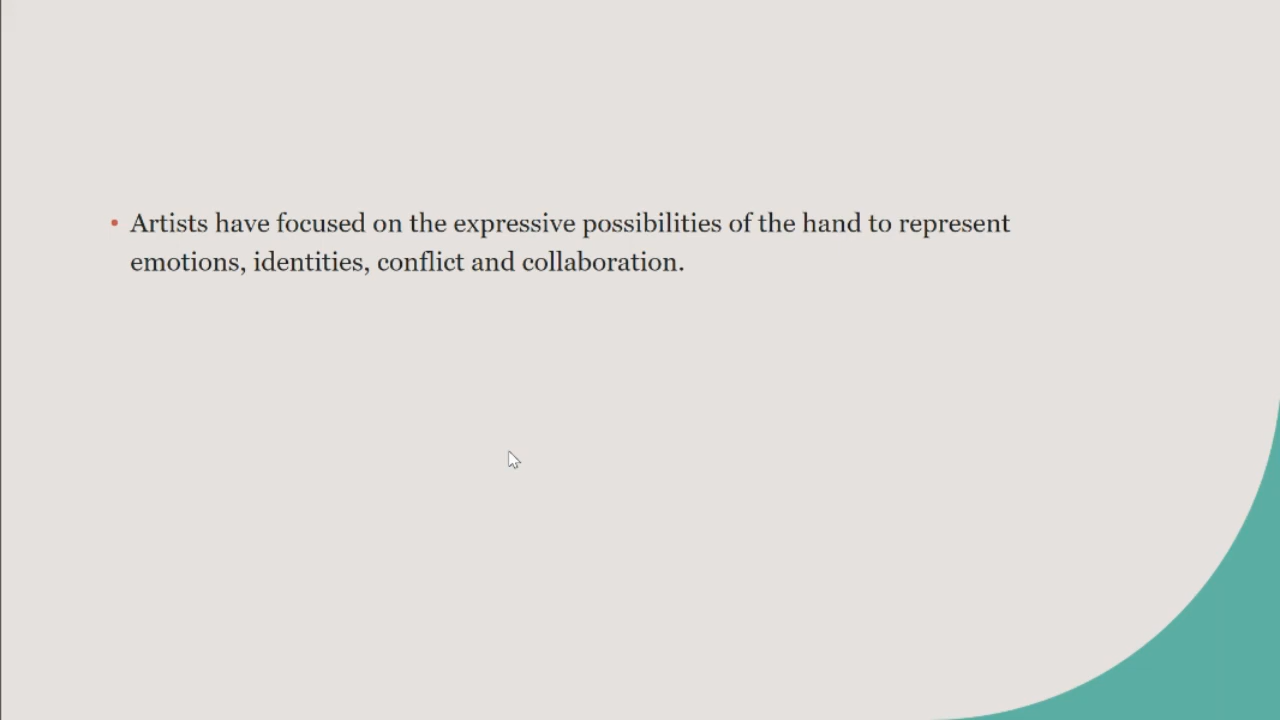 • Artists have focused on the expressive possibilities of the hand to represent
emotions, identities, conflict and collaboration.